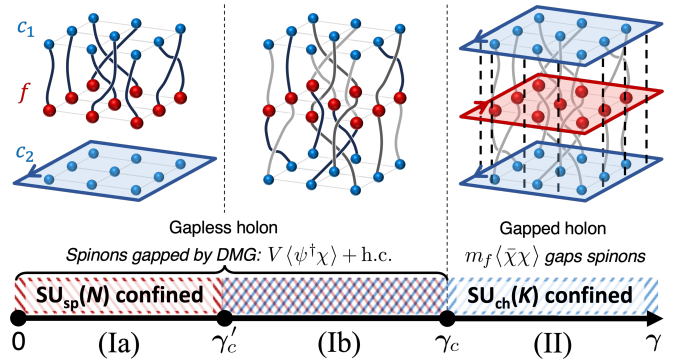 c₁
f
c₂
Gapless holon
Gapped holon
Spinons gapped by DMG: V⟨ψ†χ⟩ + h.c.
m_f⟨χ̄χ⟩ gaps spinons
SU_sp(N) confined
SU_ch(K) confined
0 (Ia) γ_c′ (Ib) γ_c (II) γ